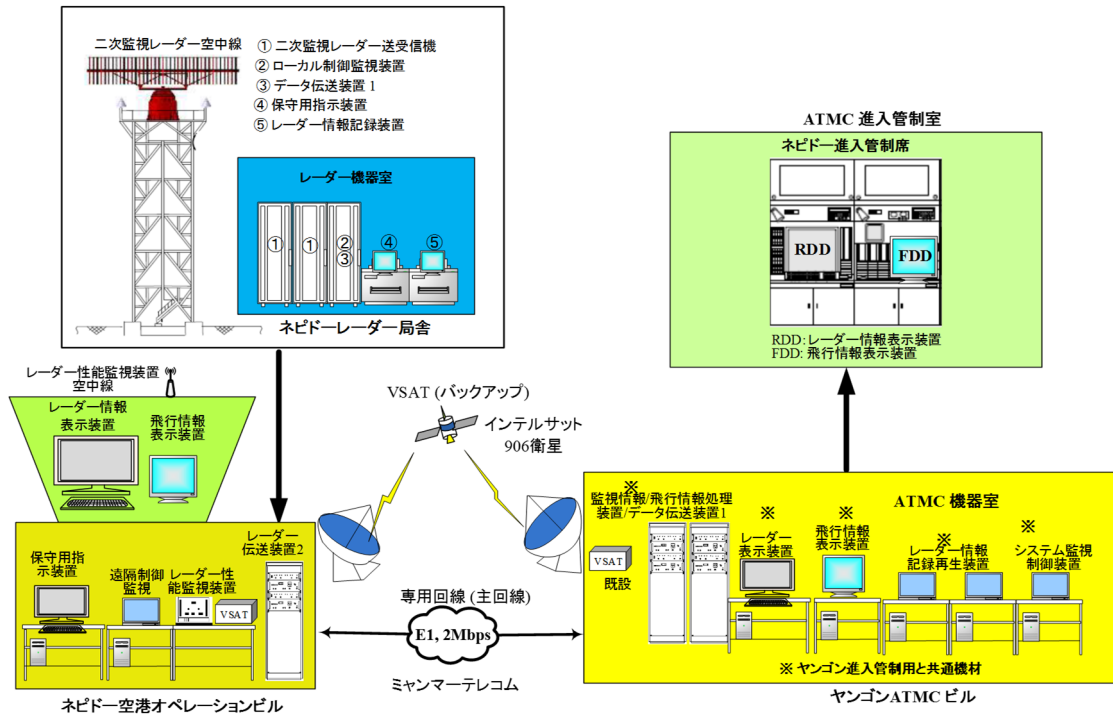 二次監視レーダー空中線
① 二次監視レーダー送受信機
② ローカル制御監視装置
③ データ伝送装置 1
④ 保守用指示装置
⑤ レーダー情報記録装置
レーダー機器室
①
①
②
③
④
⑤
ネピドーレーダー局舎
ATMC 進入管制室
ネピドー進入管制席
RDD
FDD
RDD: レーダー情報表示装置
FDD: 飛行情報表示装置
レーダー性能監視装置
空中線
レーダー情報
表示装置
飛行情報
表示装置
VSAT (バックアップ)
インテルサット
906衛星
保守用指
示装置
遠隔制御
監視
レーダー性
能監視装置
VSAT
レーダー
伝送装置2
ネピドー空港オペレーションビル
専用回線 (主回線)
E1, 2Mbps
ミャンマーテレコム
ATMC 機器室
※
監視情報/飛行情報処理
装置/データ伝送装置1
VSAT
既設
※
レーダー
表示装置
※
飛行情報
表示装置
※
レーダー情報
記録再生装置
※
システム監視
制御装置
※ ヤンゴン進入管制用と共通機材
ヤンゴンATMC ビル